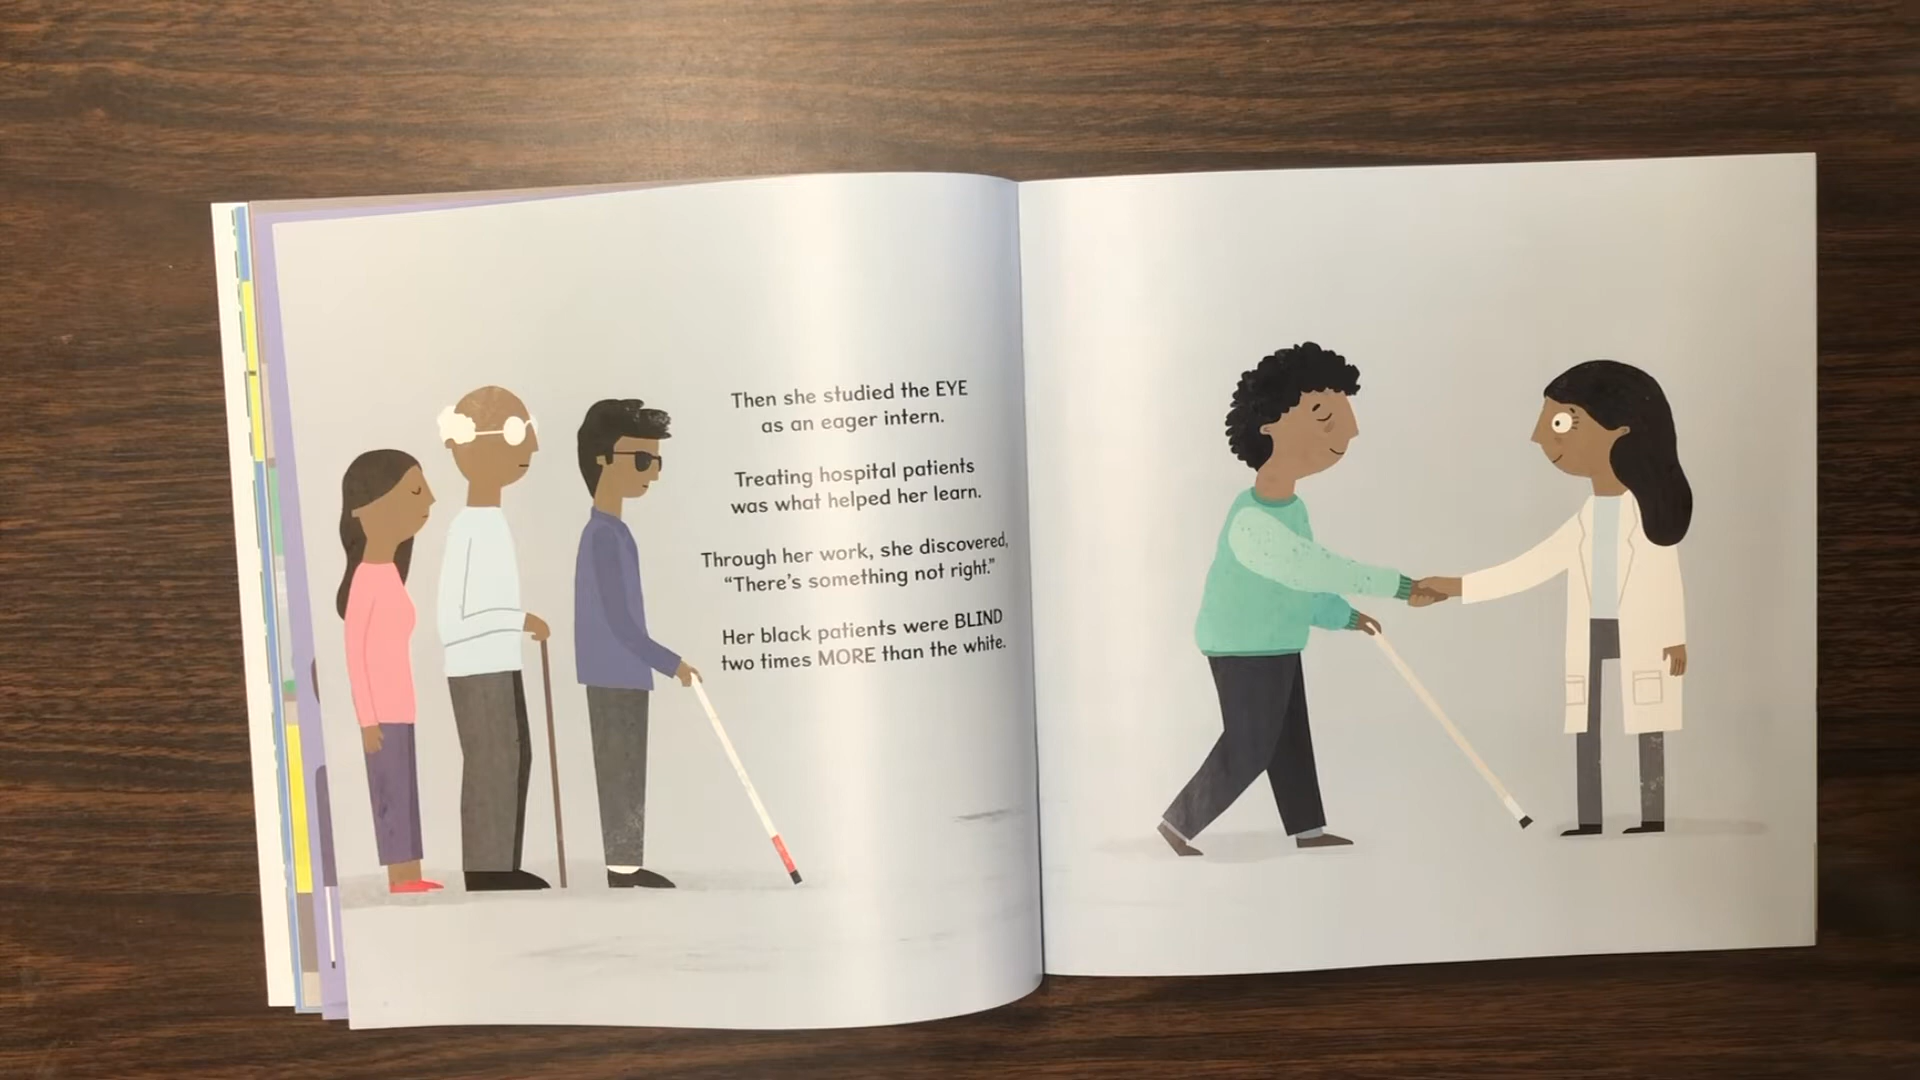 Then she studied the EYE
as an eager intern.
Treating hospital patients
was what helped her learn.
Through her work, she discovered,
“There’s something not right.”
Her black patients were BLIND
two times MORE than the white.